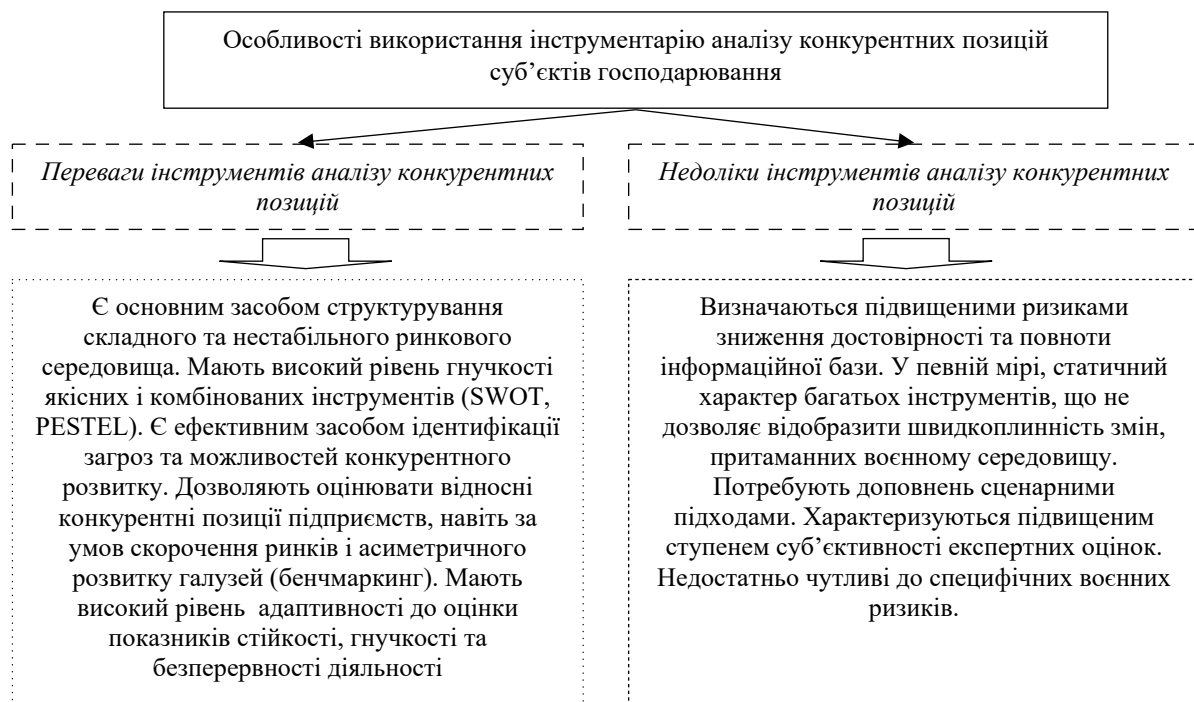 Особливості використання інструментарію аналізу конкурентних позицій
суб’єктів господарювання
Переваги інструментів аналізу конкурентних
позицій
Недоліки інструментів аналізу конкурентних
позицій
Є основним засобом структурування
складного та нестабільного ринкового
середовища. Мають високий рівень гнучкості
якісних і комбінованих інструментів (SWOT,
PESTEL). Є ефективним засобом ідентифікації
загроз та можливостей конкурентного
розвитку. Дозволяють оцінювати відносні
конкурентні позиції підприємств, навіть за
умов скорочення ринків і асиметричного
розвитку галузей (бенчмаркинг). Мають
високий рівень адаптивності до оцінки
показників стійкості, гнучкості та
безперервності діяльності
Визначаються підвищеними ризиками
зниження достовірності та повноти
інформаційної бази. У певній мірі, статичний
характер багатьох інструментів, що не
дозволяє відобразити швидкоплинність змін,
притаманних воєнному середовищу.
Потребують доповнень сценарними
підходами. Характеризуються підвищеним
ступенем суб’єктивності експертних оцінок.
Недостатньо чутливі до специфічних воєнних
ризиків.